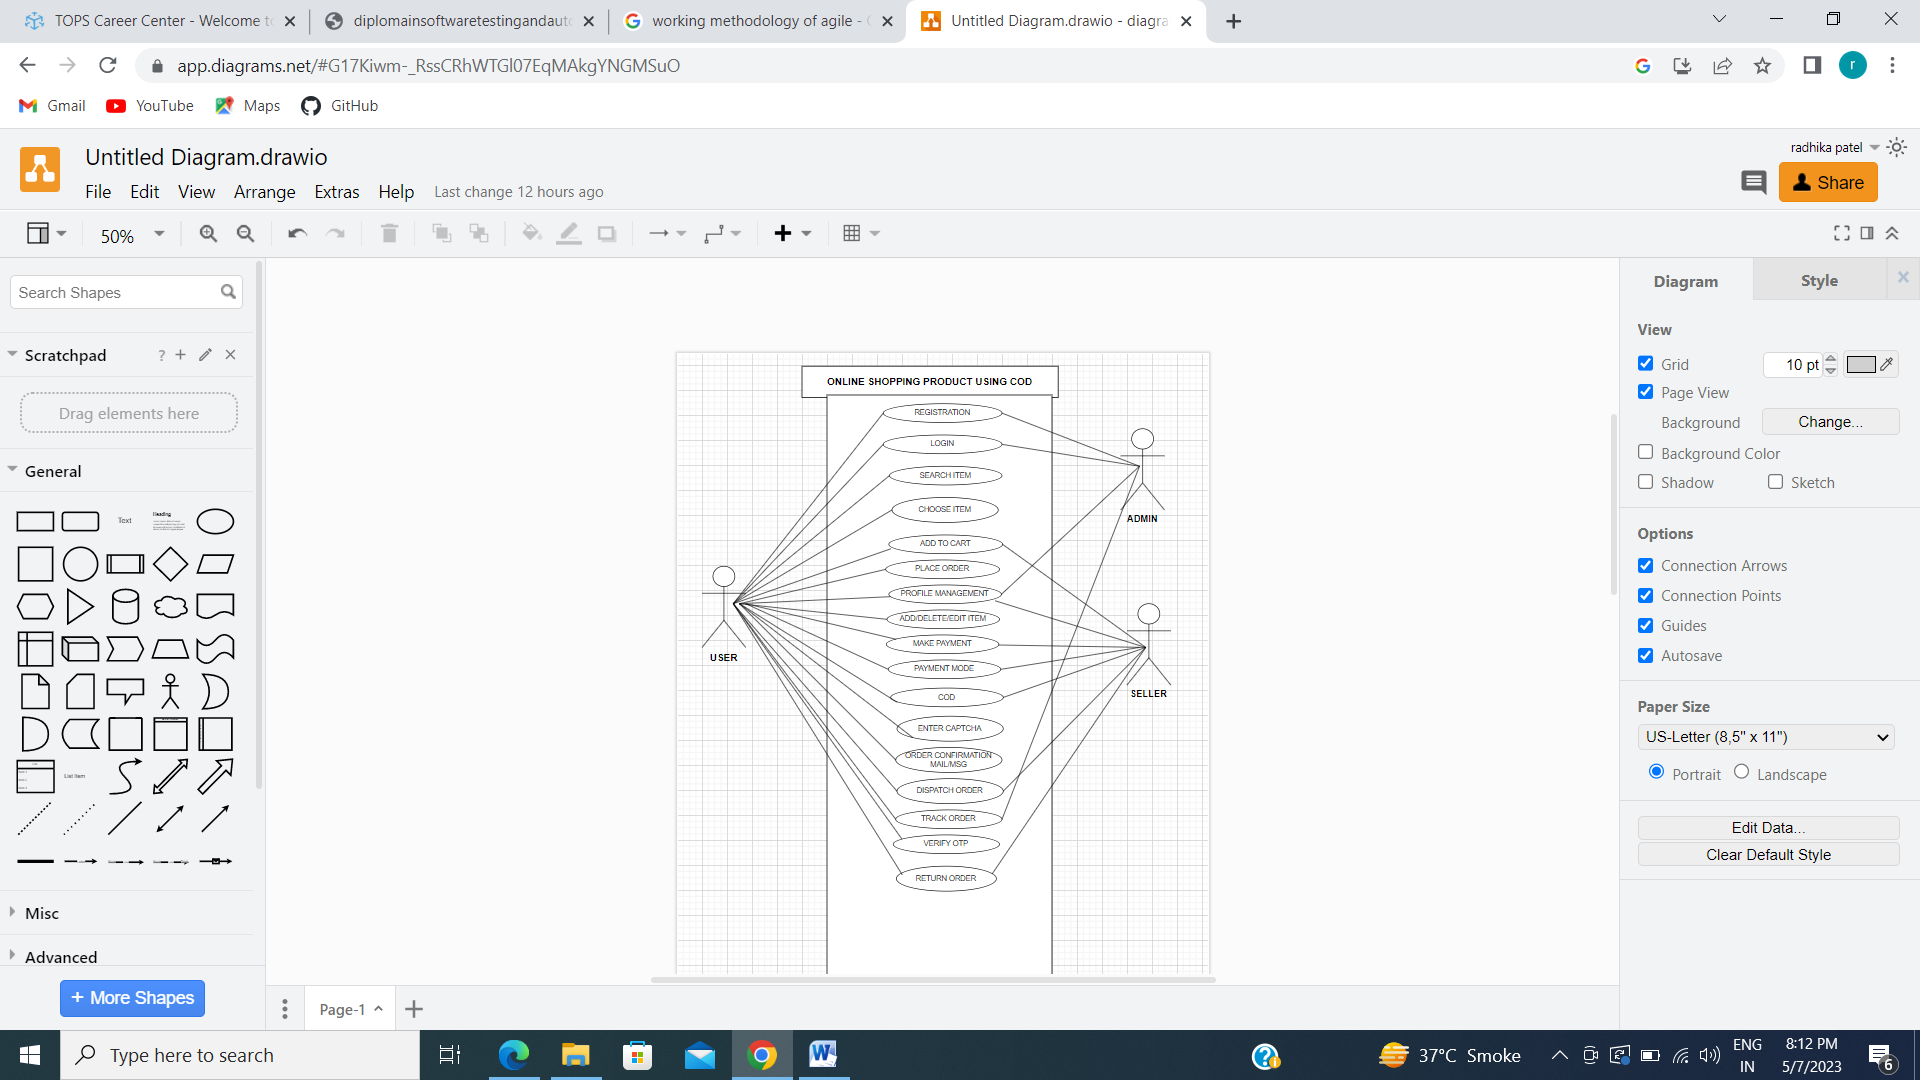 TOPS Career Center - Welcome to
diplomainsoftwaretestingandauto
working methodology of agile - G
Untitled Diagram.drawio - diagra
app.diagrams.net/#G17Kiwm-_RssCRhWTGl07EqMAkgYNGMSuO
r
Gmail
YouTube
Maps
GitHub
Untitled Diagram.drawio
radhika patel
File Edit View Arrange Extras Help Last change 12 hours ago
Share
50%
Search Shapes
Scratchpad
?
Drag elements here
General
Text
Heading
List Item
Misc
Advanced
+ More Shapes
ONLINE SHOPPING PRODUCT USING COD
REGISTRATION
LOGIN
SEARCH ITEM
CHOOSE ITEM
ADD TO CART
PLACE ORDER
PROFILE MANAGEMENT
ADD/DELETE/EDIT ITEM
MAKE PAYMENT
PAYMENT MODE
COD
ENTER CAPTCHA
ORDER CONFIRMATION
MAIL/MSG
DISPATCH ORDER
TRACK ORDER
VERIFY OTP
RETURN ORDER
USER
ADMIN
SELLER
Diagram
Style
View
Grid
10 pt
Page View
Background
Change...
Background Color
Shadow
Sketch
Options
Connection Arrows
Connection Points
Guides
Autosave
Paper Size
US-Letter (8,5" x 11")
Portrait
Landscape
Edit Data...
Clear Default Style
Page-1
Type here to search
37°C Smoke
ENG
IN
8:12 PM
5/7/2023
6